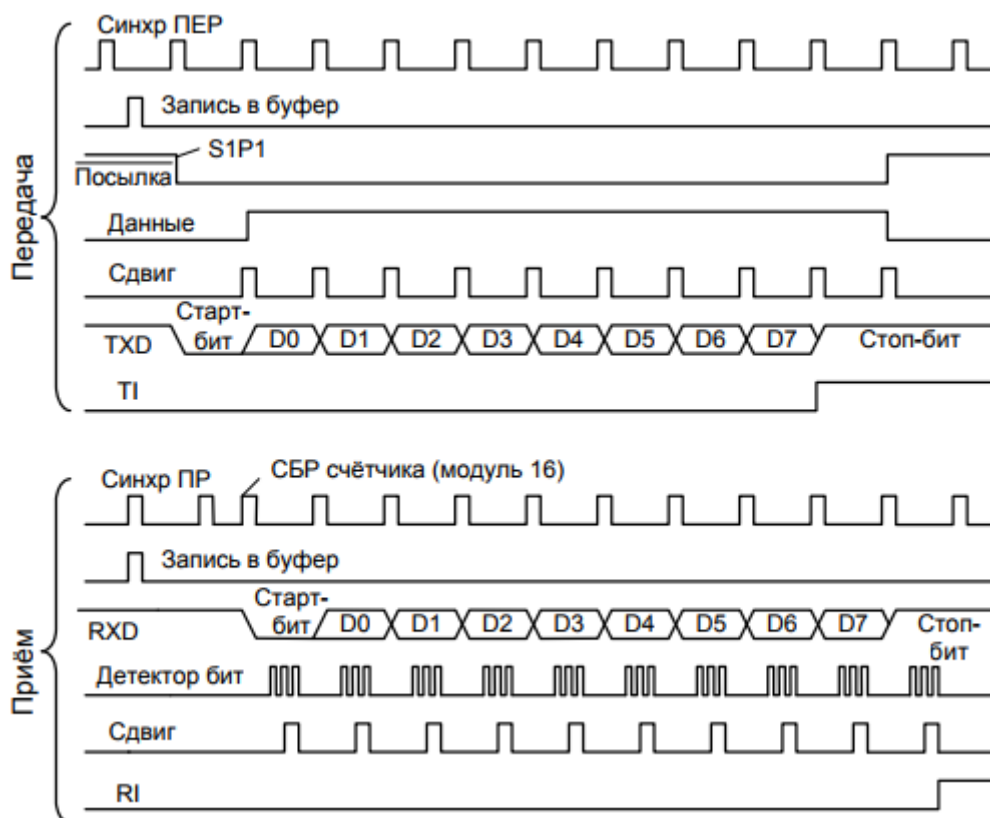 Передача
Синхр ПЕР
Запись в буфер
S1P1
Посылка
Данные
Сдвиг
Старт-
бит
D0 D1 D2 D3 D4 D5 D6 D7 Стоп-бит
TXD
TI
Приём
Синхр ПР
СБР счётчика (модуль 16)
Запись в буфер
RXD
Старт-
бит
D0 D1 D2 D3 D4 D5 D6 D7 Стоп-
бит
Детектор бит
Сдвиг
RI